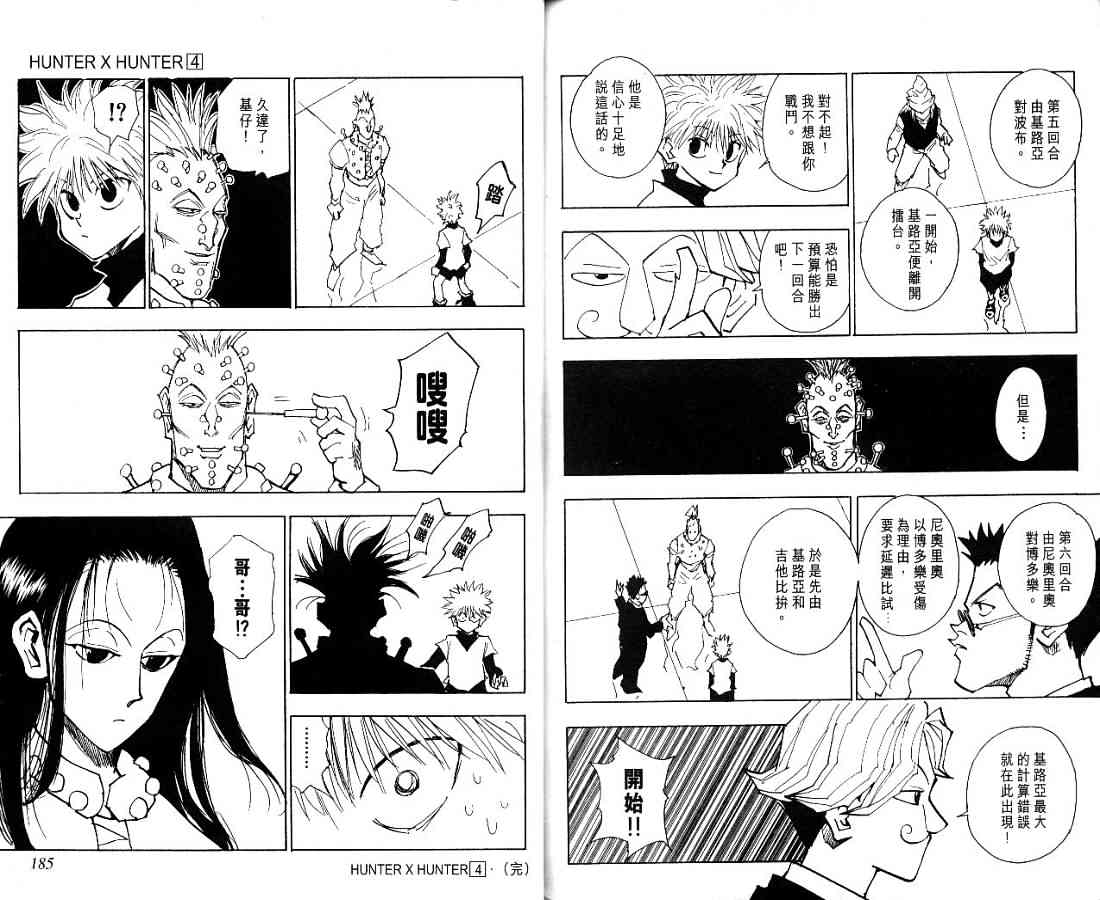 第五回合
由基路亞
對波布。
一開始，
基路亞便離開
擂台。
對不起！
我不想跟你
戰鬥。
他是
信心十足地
説這話的。
恐怕是
預算能勝出
下一回合
吧！
但是…
第六回合
由尼奧里奧
對博多樂。
尼奧里奧
以博多樂受傷
為理由，
要求延遲比試…
於是先由
基路亞和
吉他比拚。
基路亞最大
的計算錯誤
就在此出現！
開始!!
HUNTER X HUNTER 4
踏
久違了，
基仔！
!?
嗖
嗖
哥…哥!?
………
185
HUNTER X HUNTER 4・（完）